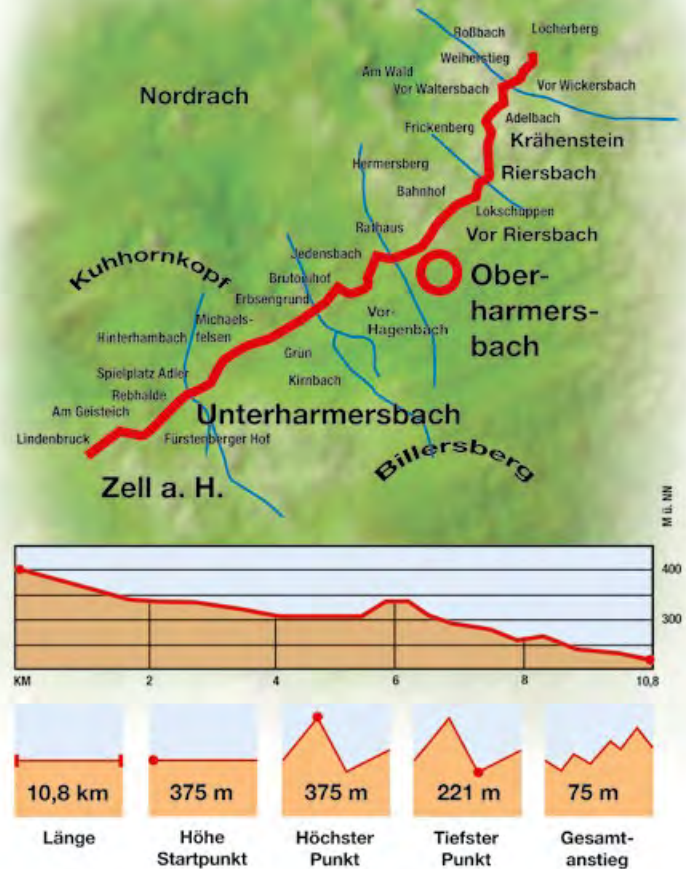 Roßbach
Löcherberg
Weiherstieg
Am Wald
Vor Waltersbach
Vor Wickersbach
Nordrach
Adelbach
Frickenberg
Krähenstein
Hermersberg
Riersbach
Bahnhof
Lokschuppen
Rathaus
Vor Riersbach
Jedensbach
Kuhhornkopf
Brutonihof
Ober-
harmers-
bach
Erbsengrund
Michaels-
felsen
Vor-
Hagenbach
Hinterhambach
Grün
Kirnbach
Spielplatz Adler
Rebhalde
Am Geisteich
Unterharmersbach
Lindenbruck
Fürstenberger Hof
Billersberg
Zell a. H.
M ü. NN
400
300
KM
2
4
6
8
10,8
10,8 km
375 m
375 m
221 m
75 m
Länge
Höhe
Startpunkt
Höchster
Punkt
Tiefster
Punkt
Gesamt-
anstieg